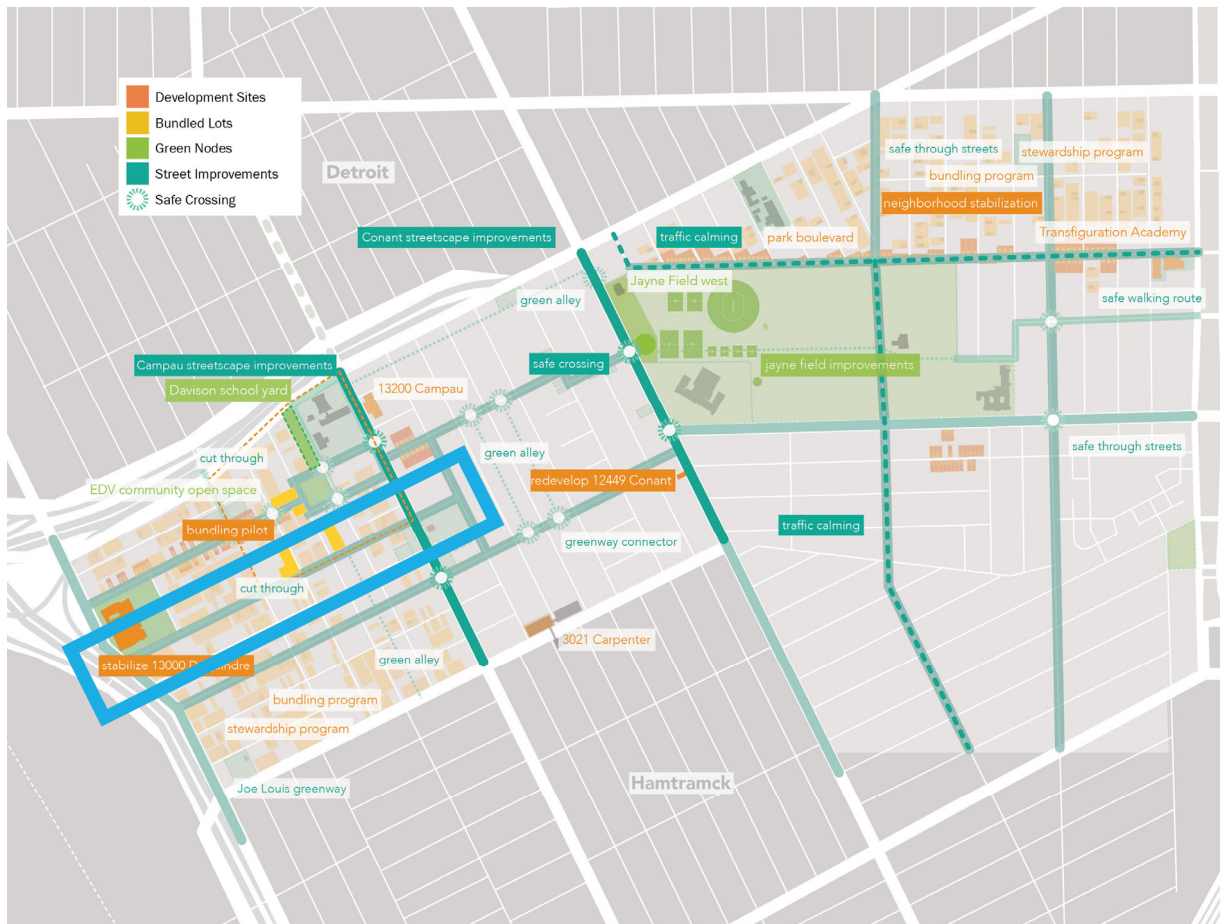 Development Sites
Bundled Lots
Green Nodes
Street Improvements
Safe Crossing
Detroit
safe through streets
stewardship program
bundling program
neighborhood stabilization
Conant streetscape improvements
traffic calming
park boulevard
Transfiguration Academy
Jayne Field west
green alley
safe walking route
Campau streetscape improvements
safe crossing
jayne field improvements
Davison school yard
13200 Campau
cut through
green alley
safe through streets
EDV community open space
redevelop 12449 Conant
bundling pilot
traffic calming
greenway connector
cut through
3021 Carpenter
stabilize 13000
green alley
bundling program
stewardship program
Joe Louis greenway
Hamtramck